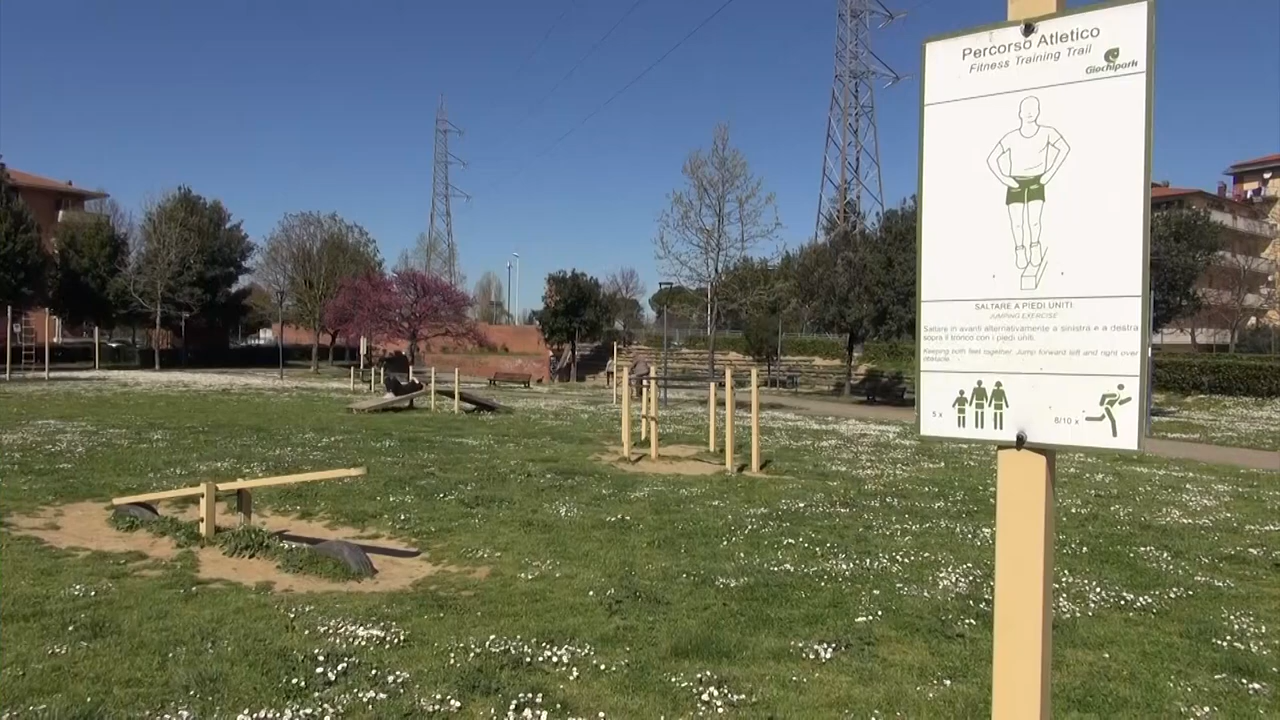 Percorso Atletico
Fitness Training Trail
Giochipark
SALTARE A PIEDI UNITI
JUMPING EXERCISE
Saltare in avanti alternativamente a sinistra e a destra
sopra il tronco con i piedi uniti.
Keeping both feet together, Jump forward left and right over
obstacle.
5 x
8/10 x